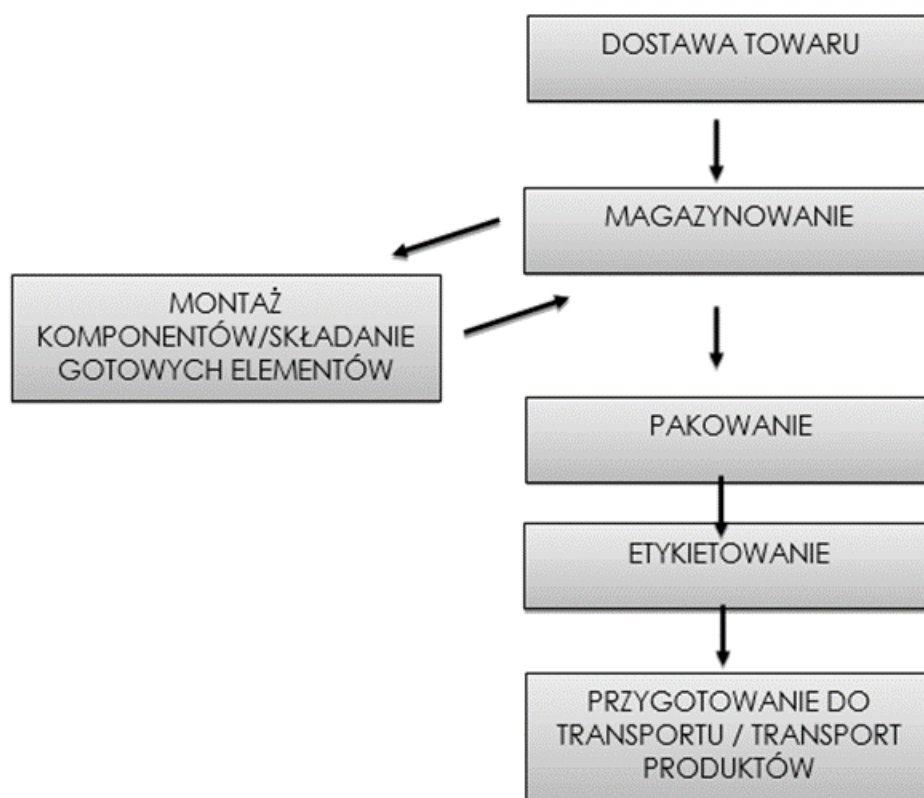 DOSTAWA TOWARU
MAGAZYNOWANIE
MONTAŻ
KOMPONENTÓW/SKŁADANIE
GOTOWYCH ELEMENTÓW
PAKOWANIE
ETYKIETOWANIE
PRZYGOTOWANIE DO
TRANSPORTU / TRANSPORT
PRODUKTÓW